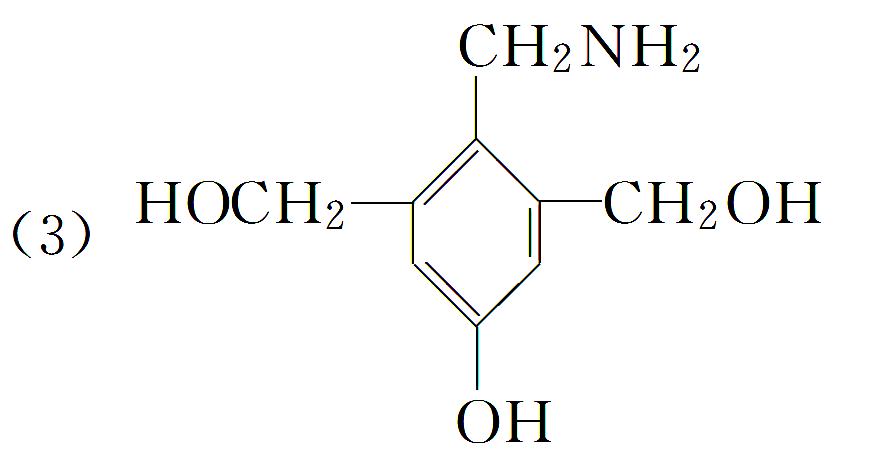 CH₂NH₂
(3) HOCH₂ CH₂OH
OH